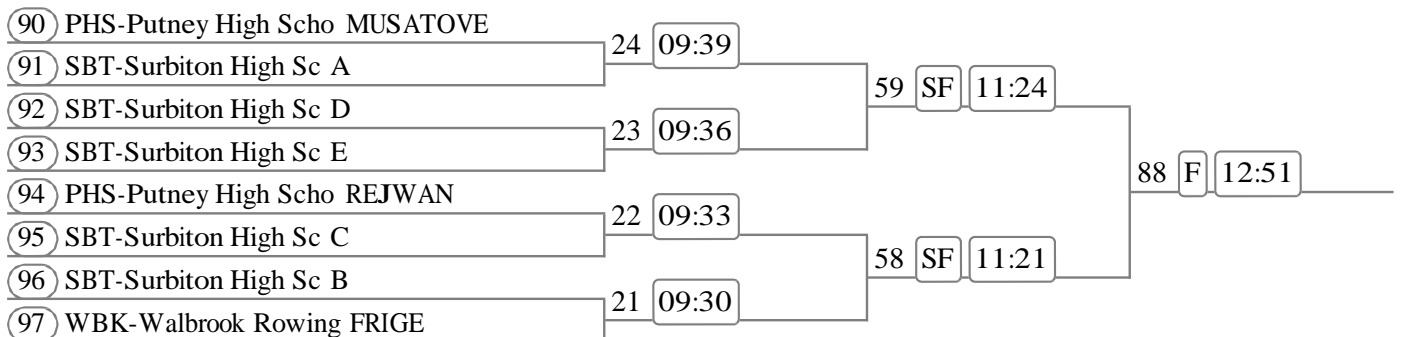 90 PHS-Putney High Scho MUSATOVE
24 09:39
91 SBT-Surbiton High Sc A
59 SF 11:24
92 SBT-Surbiton High Sc D
23 09:36
93 SBT-Surbiton High Sc E
88 F 12:51
94 PHS-Putney High Scho REJWAN
22 09:33
95 SBT-Surbiton High Sc C
58 SF 11:21
96 SBT-Surbiton High Sc B
21 09:30
97 WBK-Walbrook Rowing FRIGE